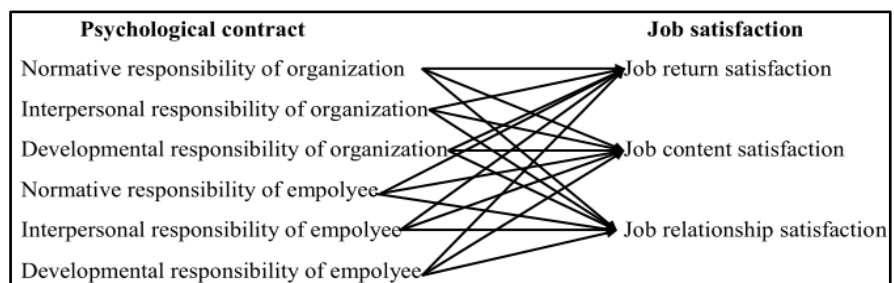 Psychological contract Job satisfaction
Normative responsibility of organization Job return satisfaction
Interpersonal responsibility of organization
Developmental responsibility of organization Job content satisfaction
Normative responsibility of empolyee
Interpersonal responsibility of empolyee Job relationship satisfaction
Developmental responsibility of empolyee